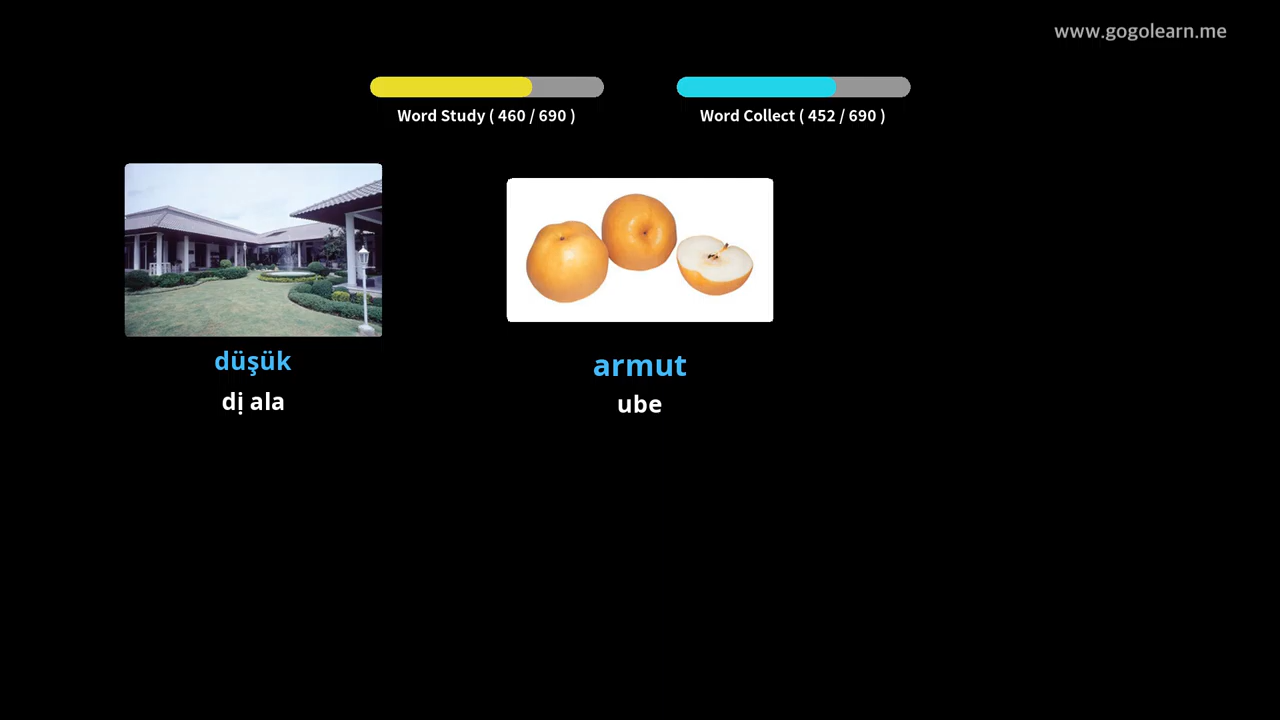 www.gogolearn.me
Word Study ( 460 / 690 )
Word Collect ( 452 / 690 )
düşük
dị ala
armut
ube